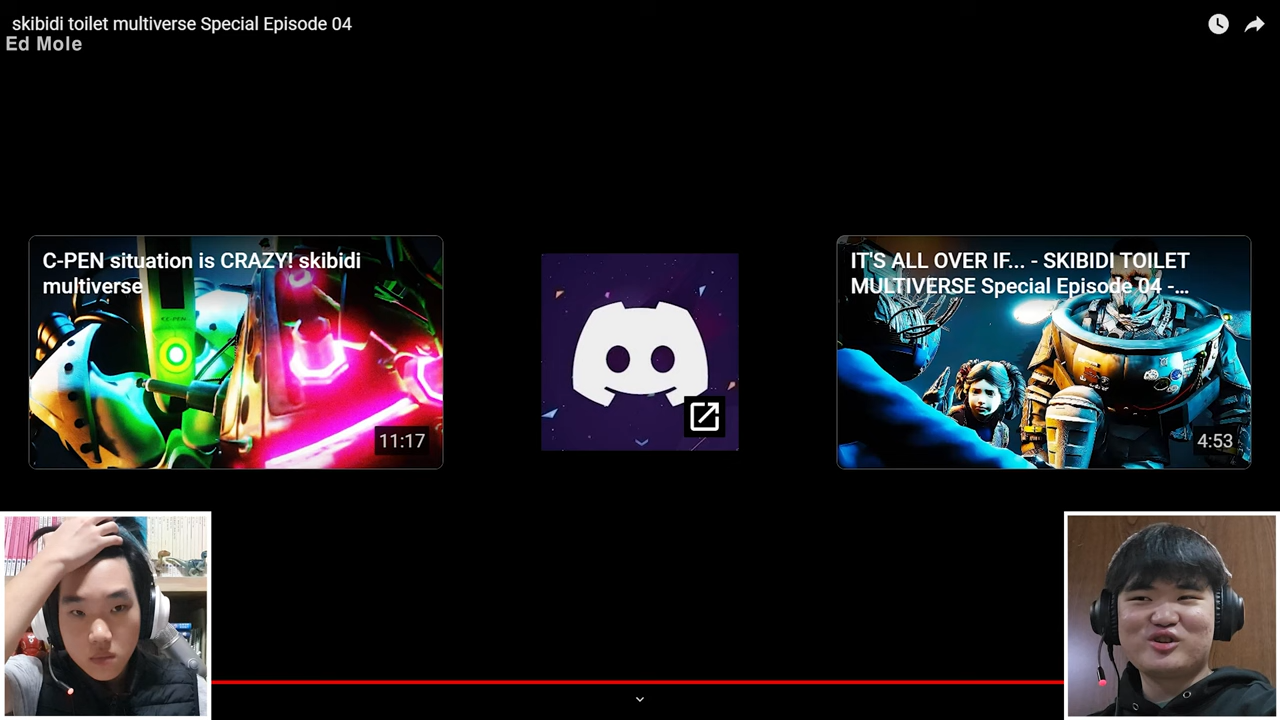 skibidi toilet multiverse Special Episode 04
Ed Mole
C-PEN situation is CRAZY! skibidi
multiverse
C-PEN
11:17
IT'S ALL OVER IF... - SKIBIDI TOILET
MULTIVERSE Special Episode 04 -...
4:53